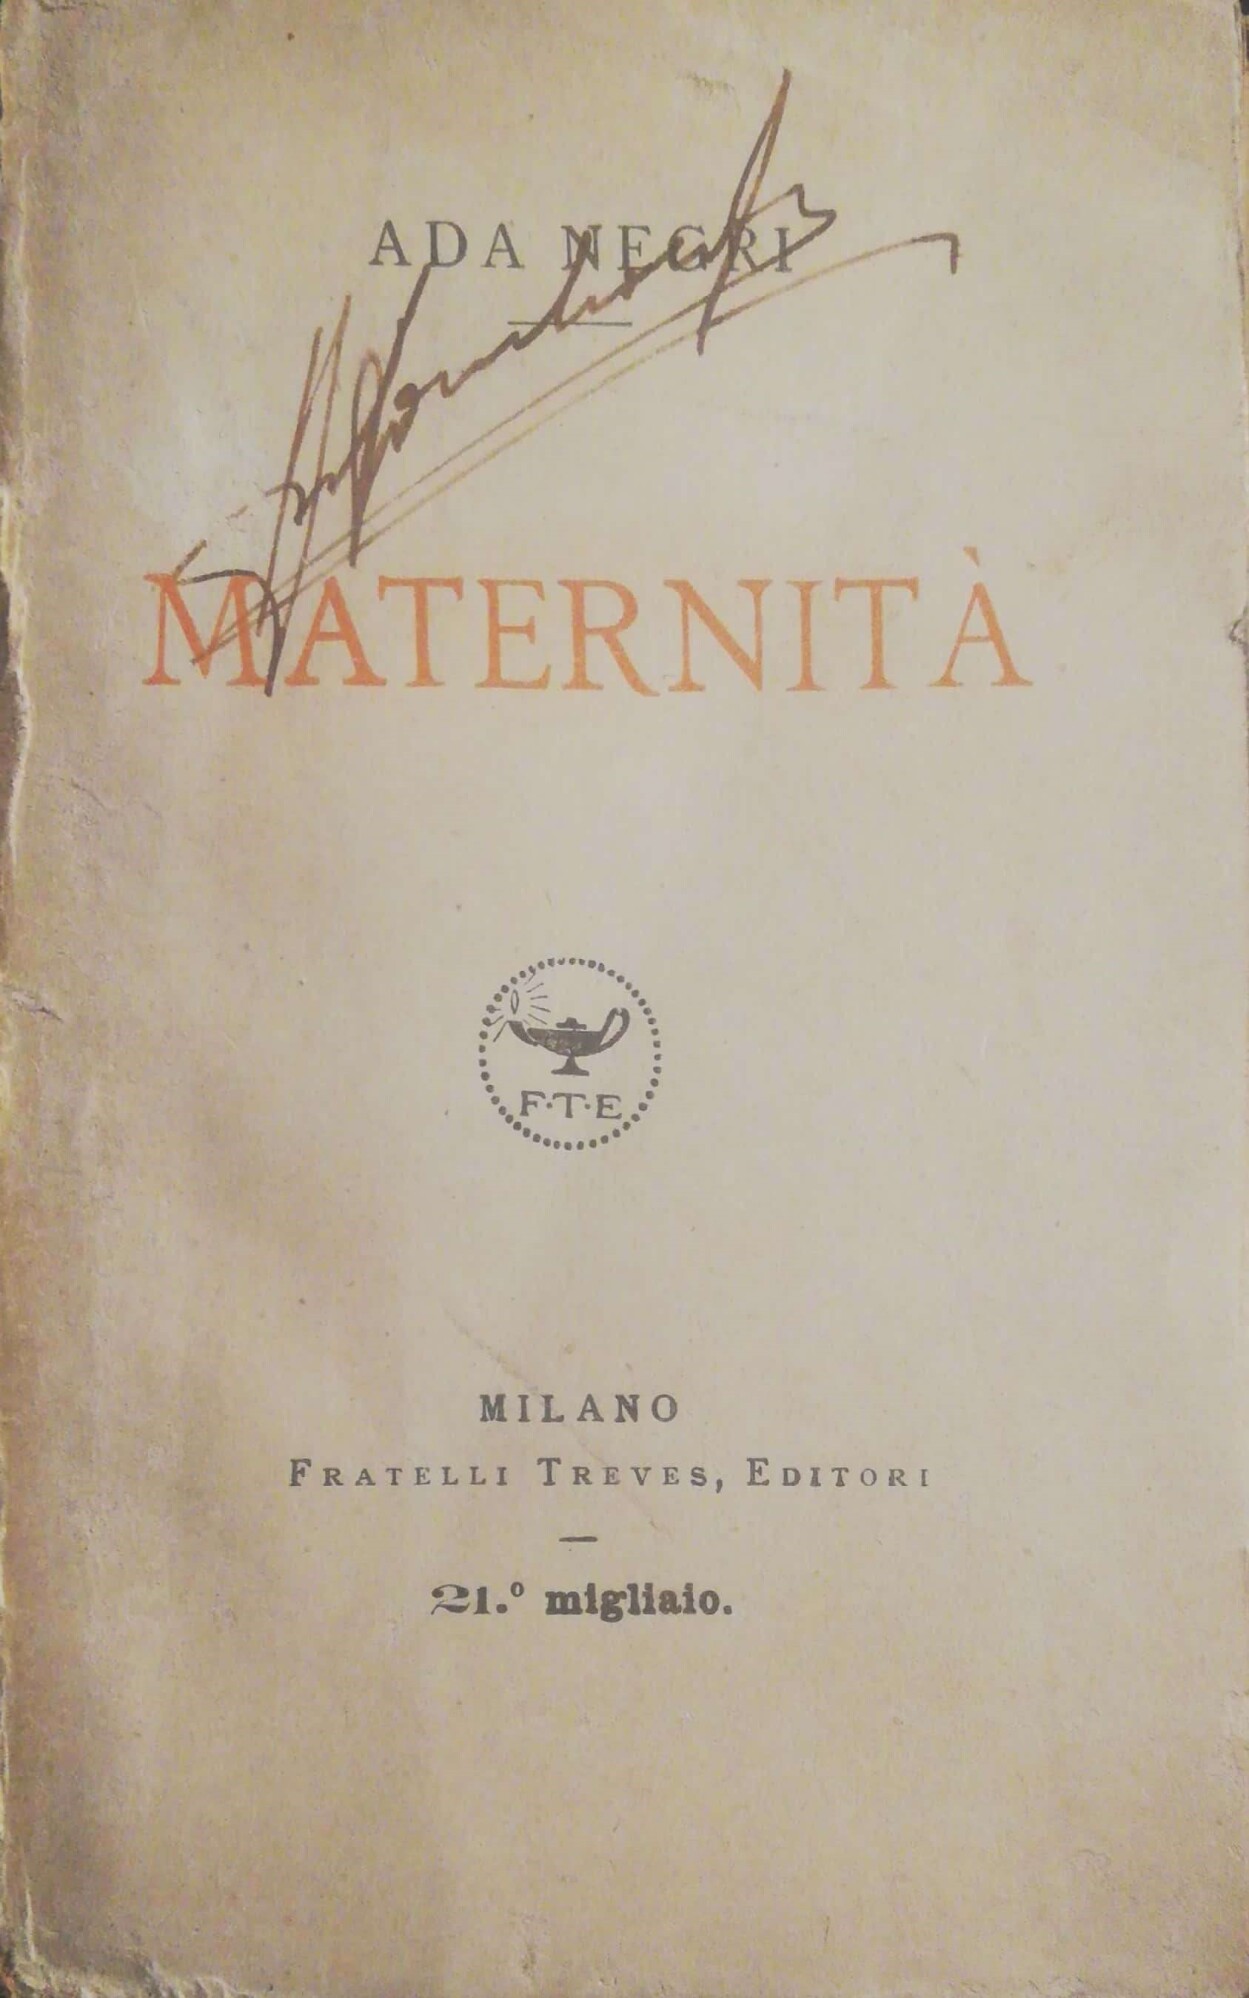 ADA NEGRI
MATERNITÀ
F·T·E
MILANO
FRATELLI TREVES, EDITORI
21.º migliaio.